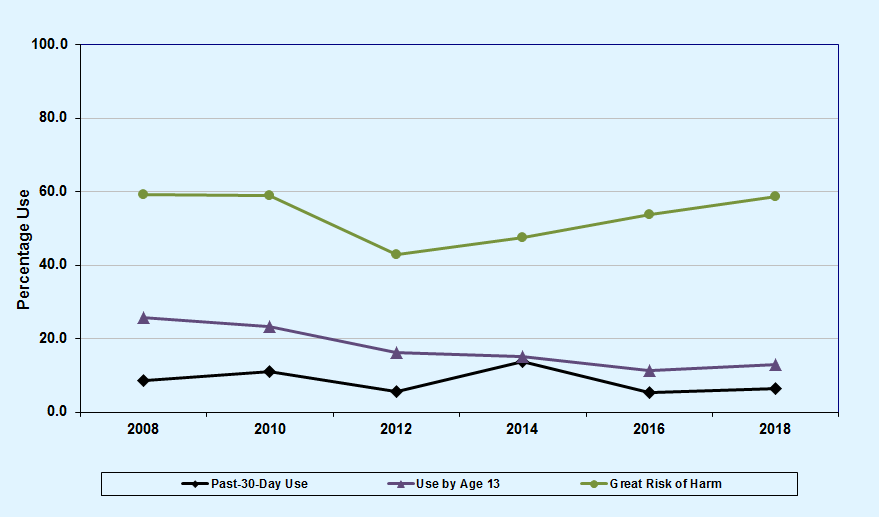 100.0
80.0
60.0
40.0
20.0
0.0
Percentage Use
2008 2010 2012 2014 2016 2018
Past-30-Day Use Use by Age 13 Great Risk of Harm